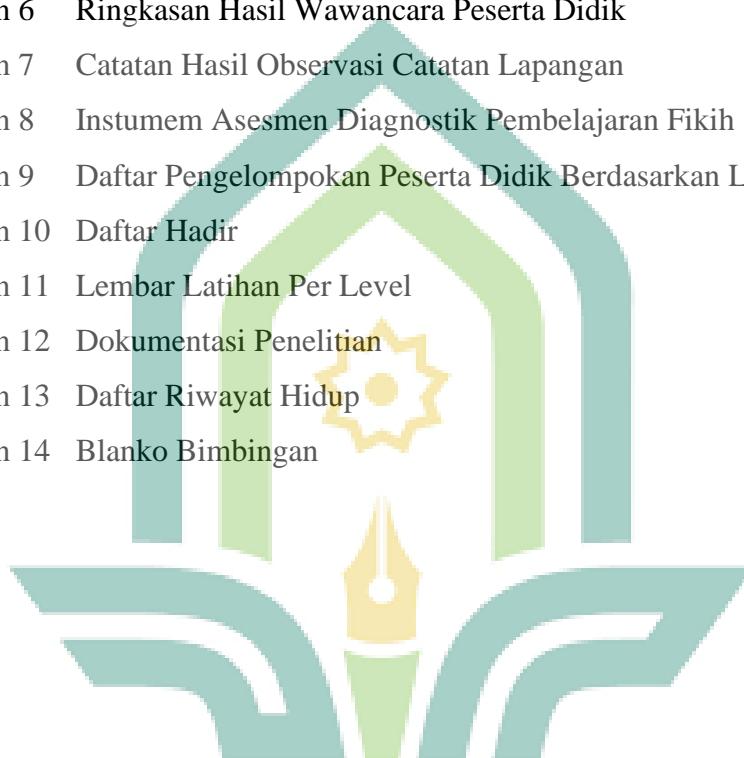 n 6 Ringkasan Hasil Wawancara Peserta Didik
n 7 Catatan Hasil Observasi Catatan Lapangan
n 8 Instumem Asesmen Diagnostik Pembelajaran Fikih
n 9 Daftar Pengelompokan Peserta Didik Berdasarkan L
n 10 Daftar Hadir
n 11 Lembar Latihan Per Level
n 12 Dokumentasi Penelitian
n 13 Daftar Riwayat Hidup
n 14 Blanko Bimbingan